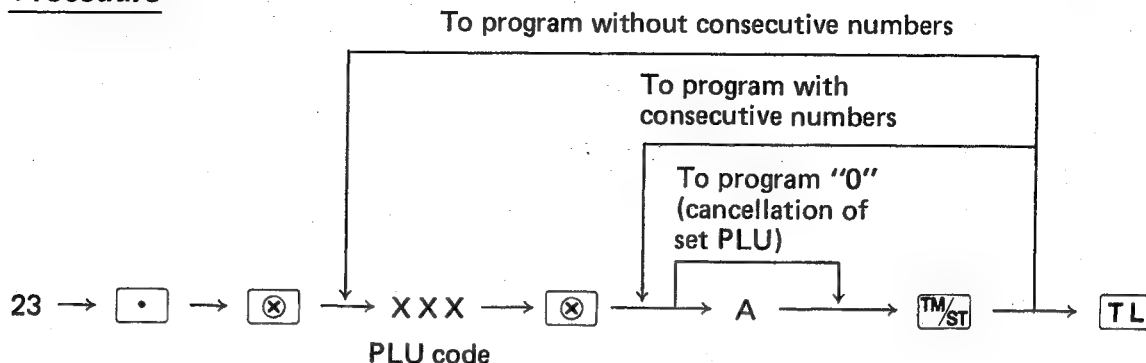 Procedure
To program without consecutive numbers
To program with
consecutive numbers
To program "0"
(cancellation of
set PLU)
23 → • → ⊗ → XXX → ⊗ → A → TM/ST → TL
PLU code